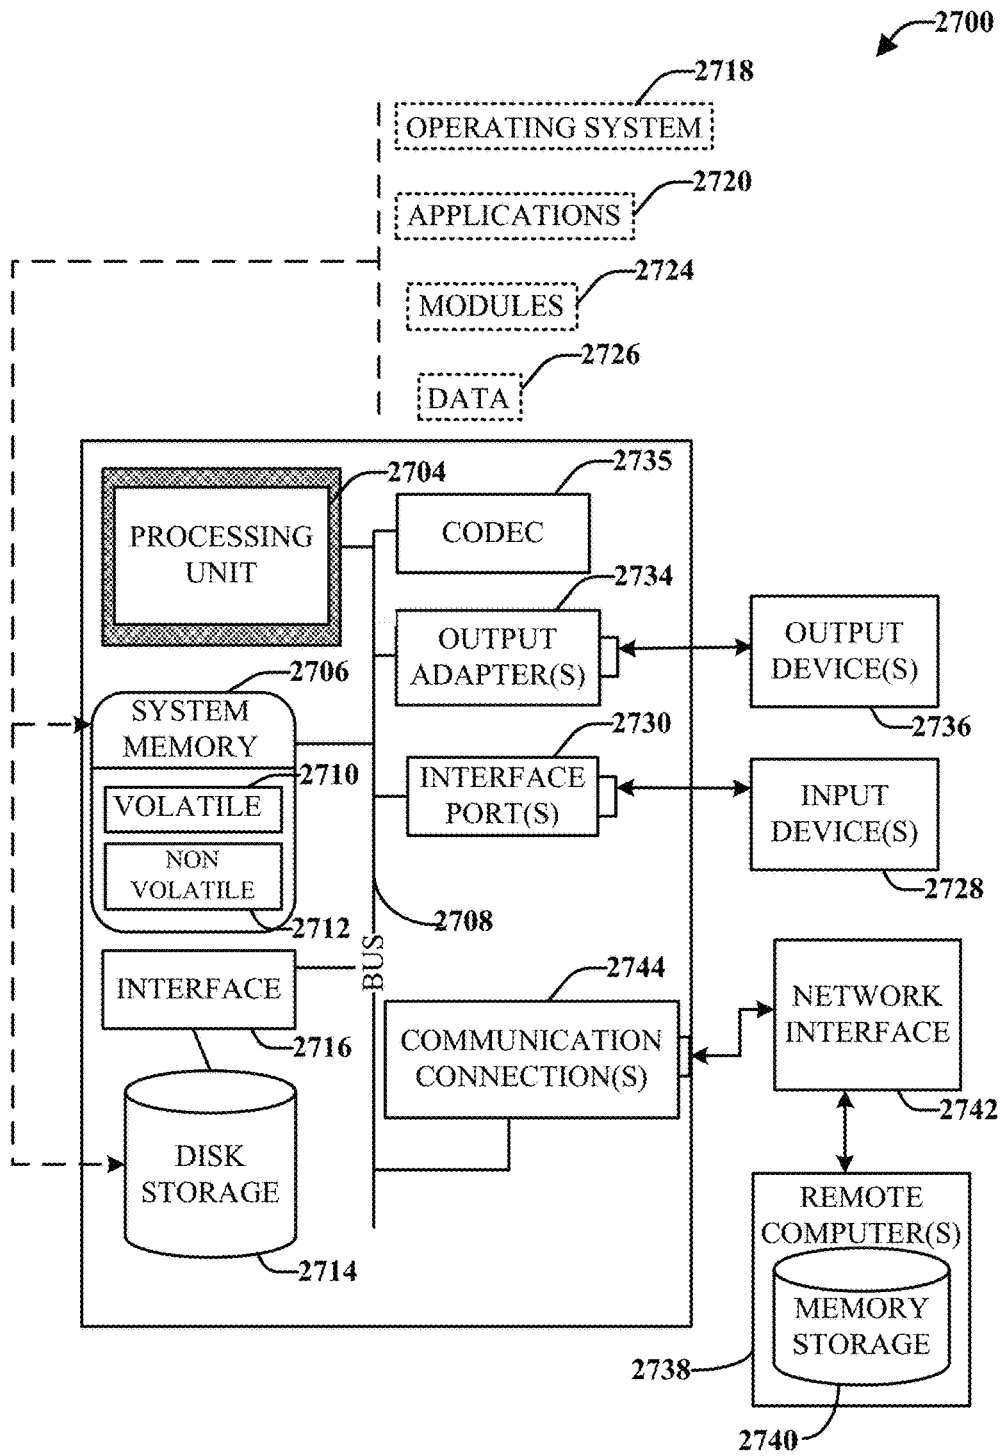 2700
2718
OPERATING SYSTEM
2720
APPLICATIONS
2724
MODULES
2726
DATA
2704
PROCESSING
UNIT
2735
CODEC
2734
OUTPUT
ADAPTER(S)
OUTPUT
DEVICE(S)
2736
2706
SYSTEM
MEMORY
2710
VOLATILE
NON
VOLATILE
2712
2730
INTERFACE
PORT(S)
INPUT
DEVICE(S)
2728
2708
BUS
INTERFACE
2716
2744
COMMUNICATION
CONNECTION(S)
NETWORK
INTERFACE
2742
DISK
STORAGE
2714
REMOTE
COMPUTER(S)
MEMORY
STORAGE
2738
2740